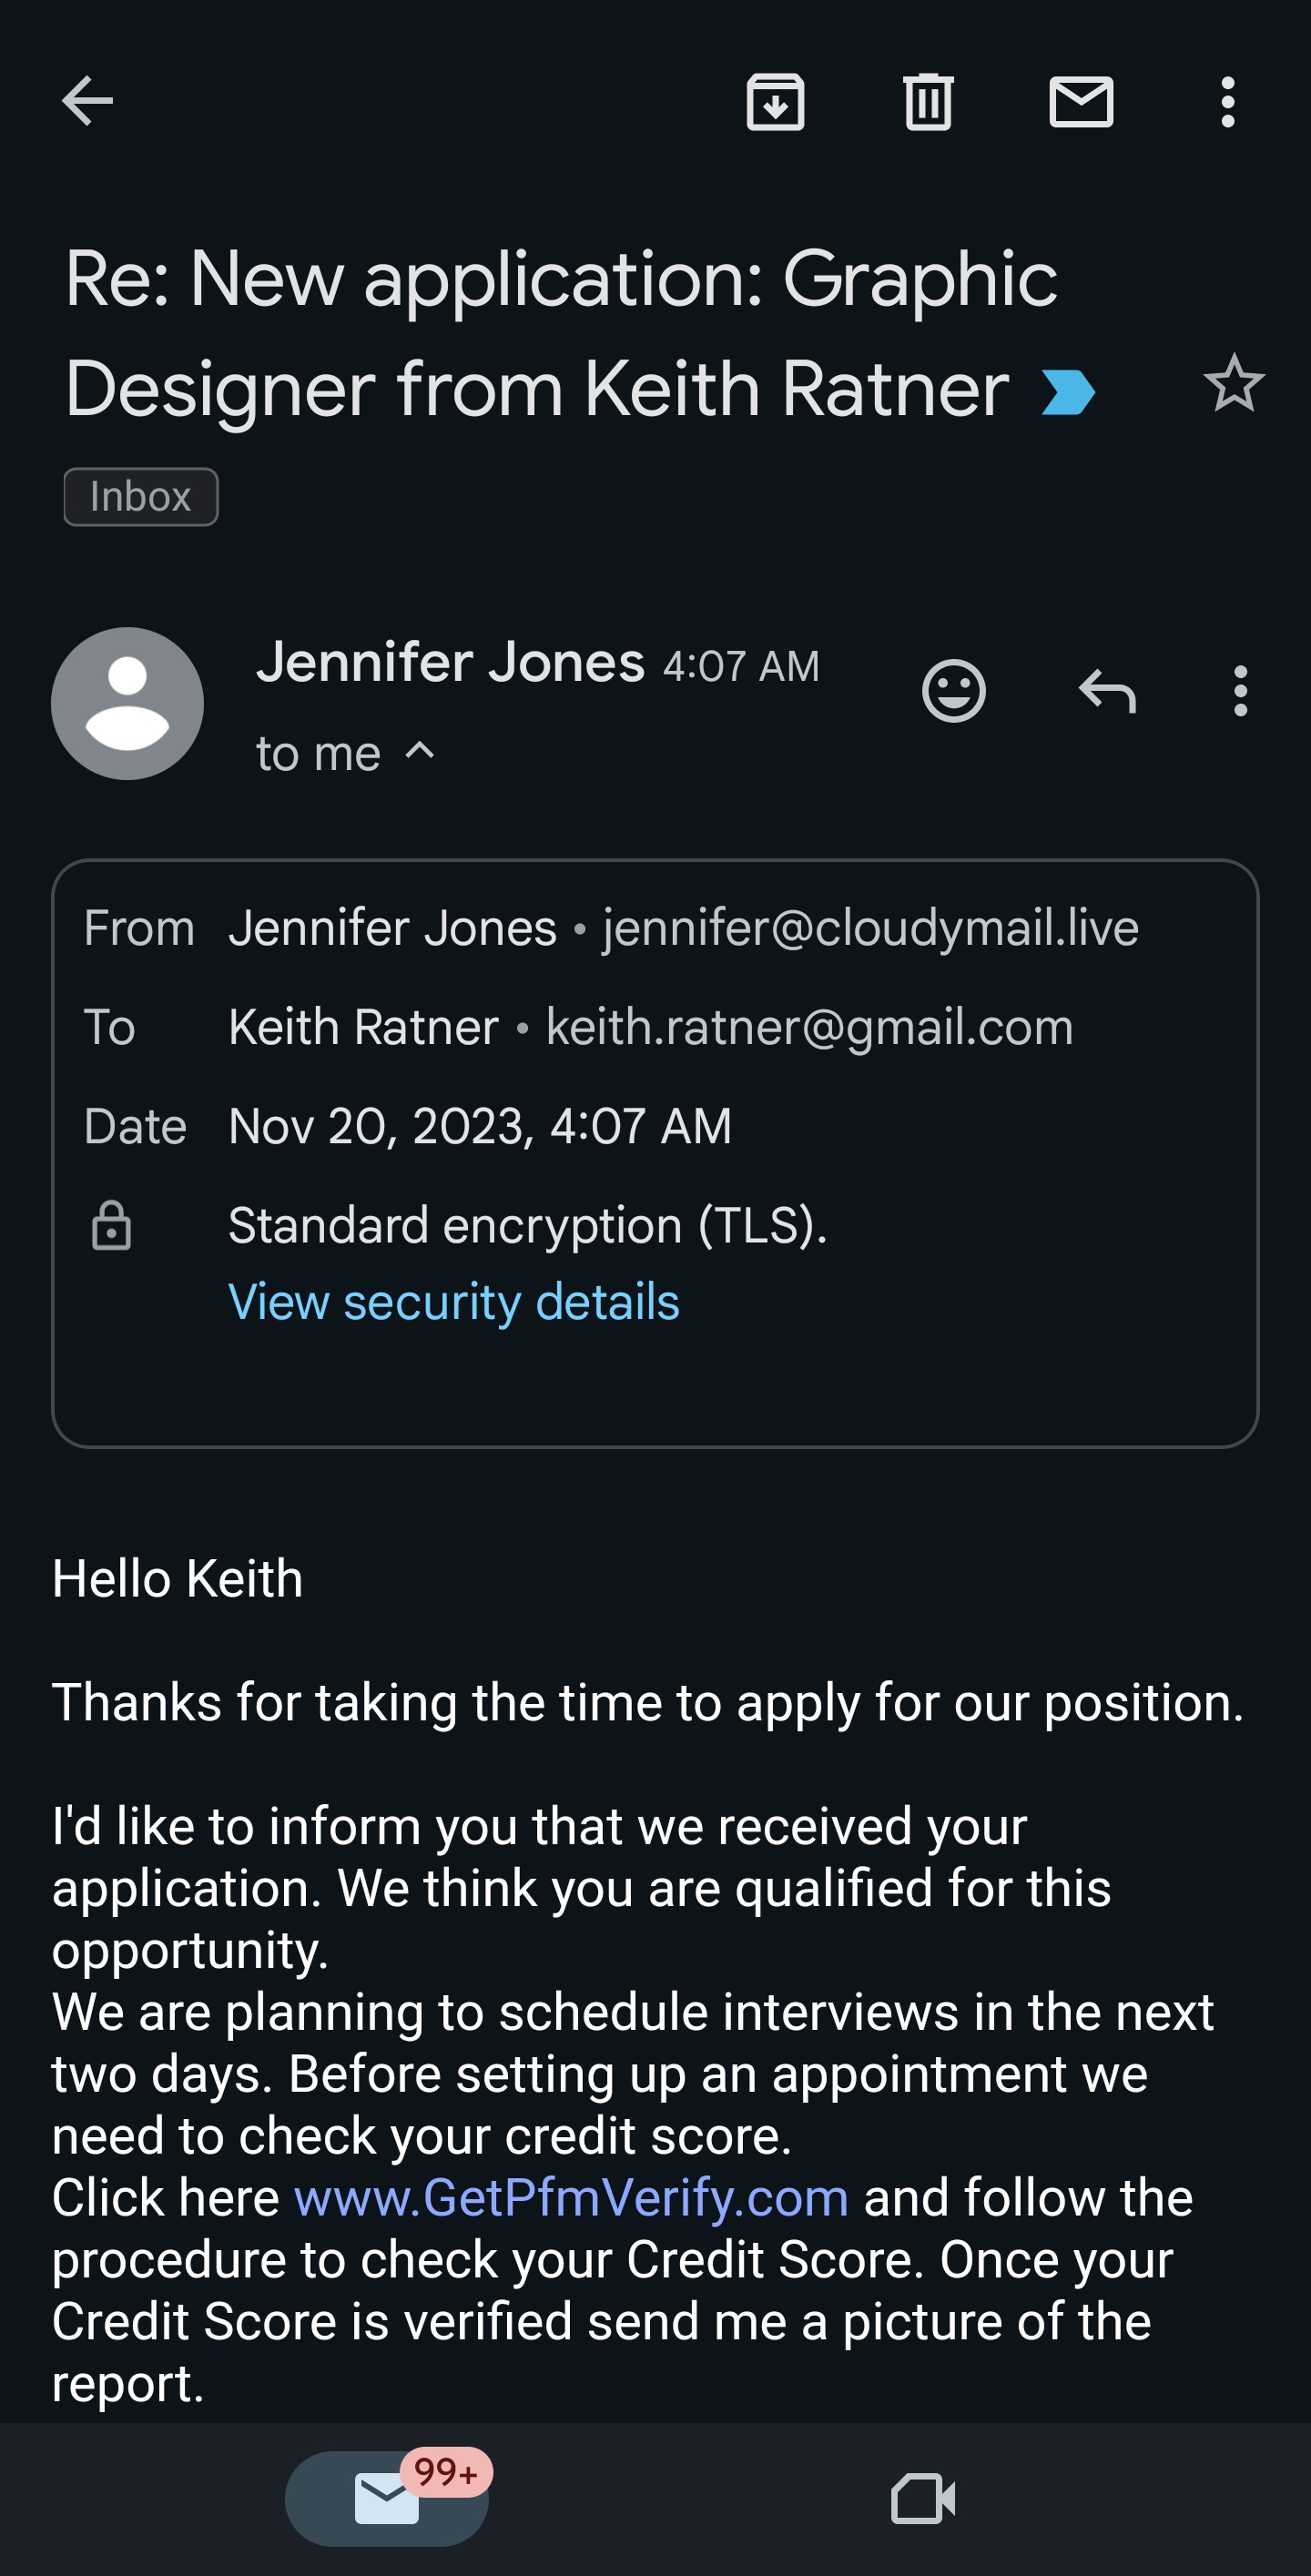 Re: New application: Graphic
Designer from Keith Ratner
Inbox
Jennifer Jones 4:07 AM
to me
From Jennifer Jones • jennifer@cloudymail.live
To Keith Ratner • keith.ratner@gmail.com
Date Nov 20, 2023, 4:07 AM
Standard encryption (TLS).
View security details
Hello Keith
Thanks for taking the time to apply for our position.
I'd like to inform you that we received your
application. We think you are qualified for this
opportunity.
We are planning to schedule interviews in the next
two days. Before setting up an appointment we
need to check your credit score.
Click here www.GetPfmVerify.com and follow the
procedure to check your Credit Score. Once your
Credit Score is verified send me a picture of the
report.
99+